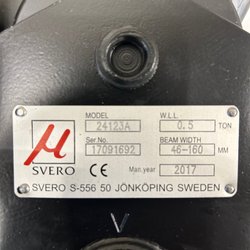 MODEL W.L.L.
24123A 0.5 TON
Ser No. BEAM WIDTH
17091692 46-160 MM
μ
SVERO
Man.year 2017
SVERO S-556 50 JÖNKÖPING SWEDEN
V